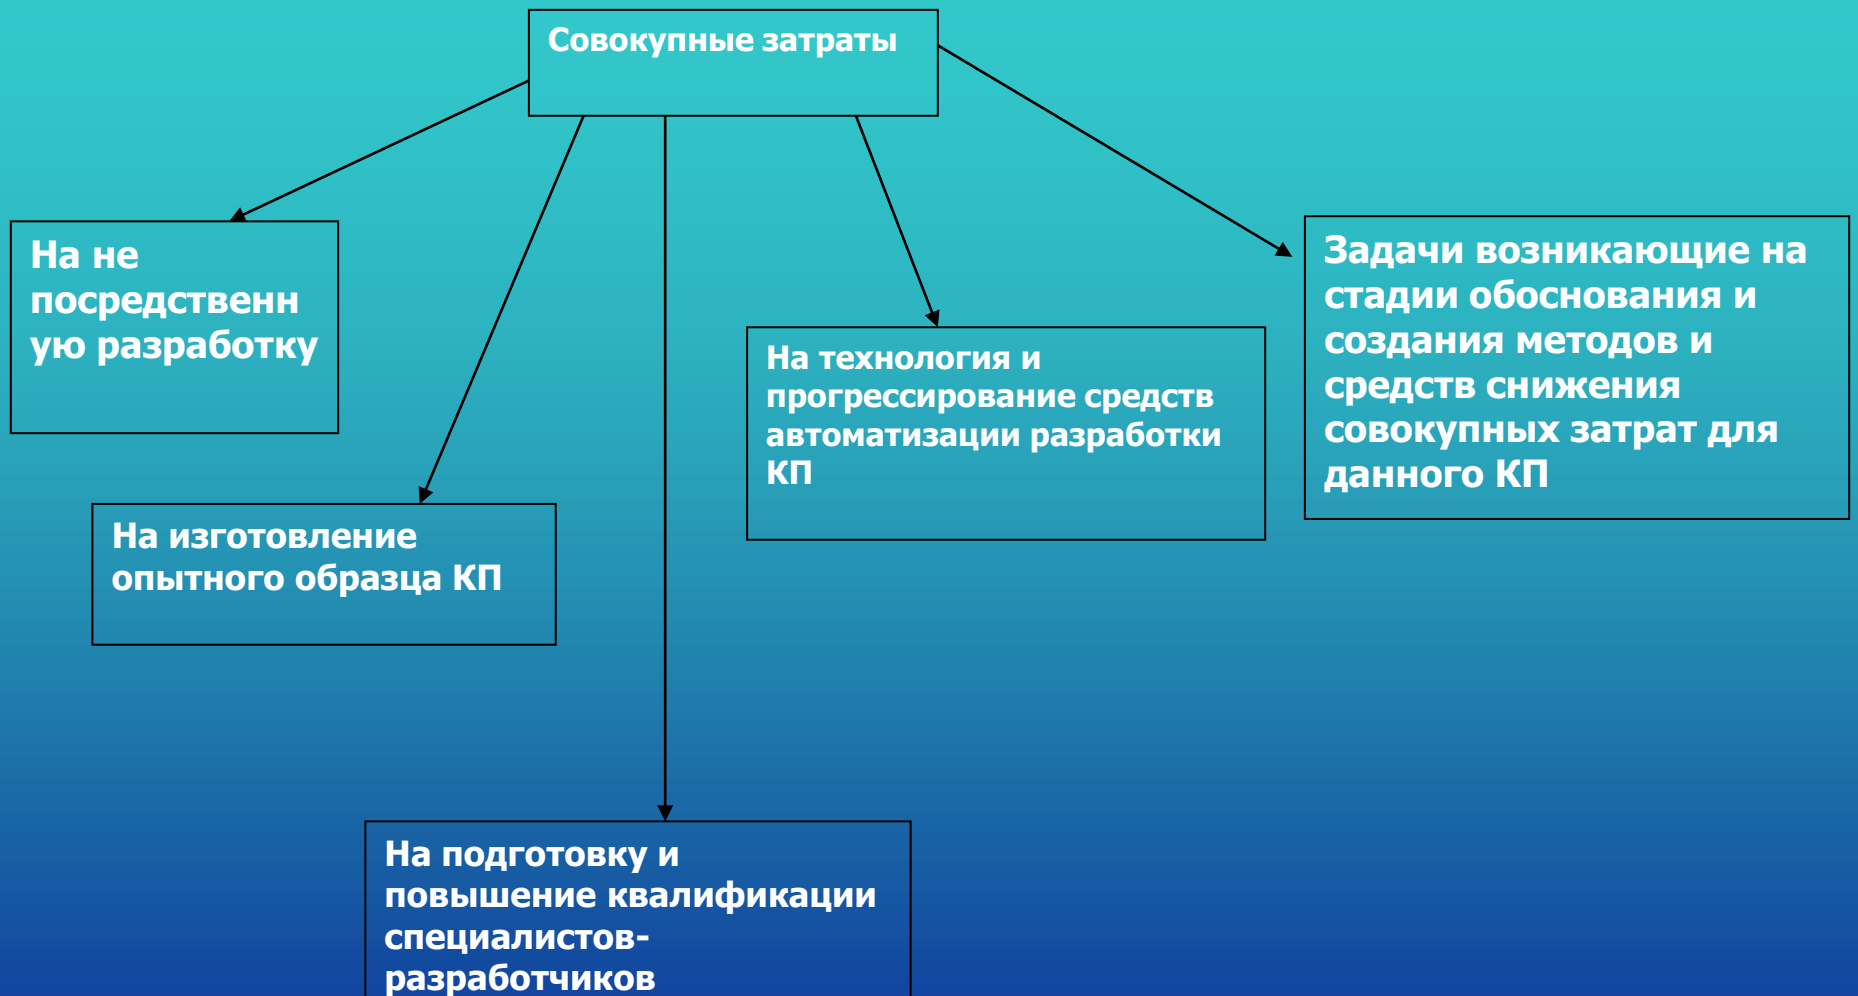 Совокупные затраты
На не
посредственн
ую разработку
Задачи возникающие на
стадии обоснования и
создания методов и
средств снижения
совокупных затрат для
данного КП
На технология и
прогрессирование средств
автоматизации разработки
КП
На изготовление
опытного образца КП
На подготовку и
повышение квалификации
специалистов-
разработчиков